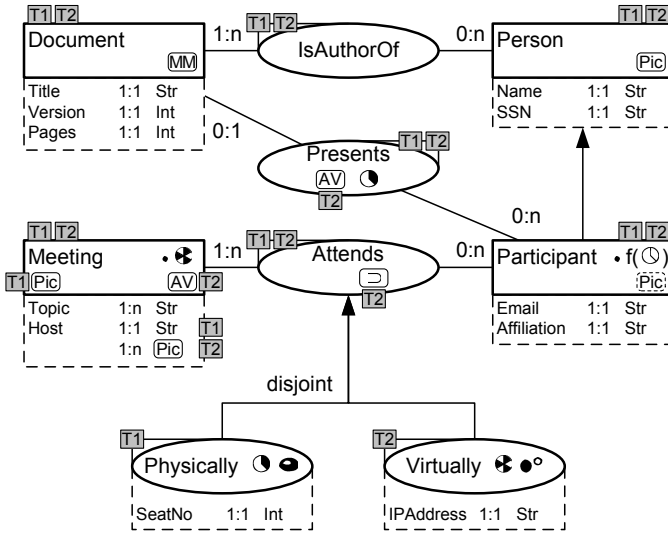 T1 T2
T1 T2
T1 T2
Document
MM
1:n
IsAuthorOf
0:n
Person
Pic
Title 1:1 Str
Version 1:1 Int
Pages 1:1 Int
Name 1:1 Str
SSN 1:1 Str
0:1
T1 T2
Presents
AV
T2
0:n
T1 T2
T1 T2
T1 T2
Meeting
1:n
Attends
0:n
Participant f( )
T1 Pic
AV T2
T2
Pic
Topic 1:n Str
Host 1:1 Str T1
1:n Pic T2
Email 1:1 Str
Affiliation 1:1 Str
disjoint
T1
T2
Physically
Virtually
SeatNo 1:1 Int
IPAddress 1:1 Str